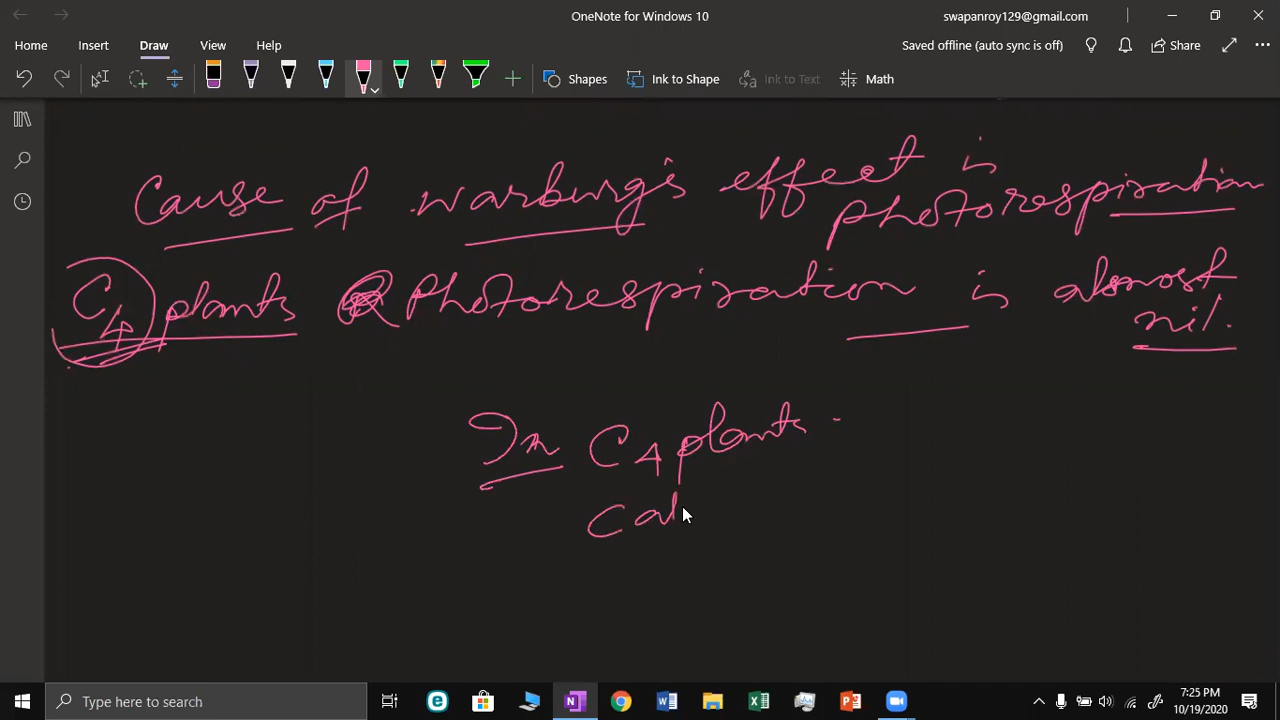 OneNote for Windows 10
swapanroy129@gmail.com
Home Insert Draw View Help
Saved offline (auto sync is off) Share
Shapes Ink to Shape Ink to Text Math
Cause of warburg's effect is
photorespiration
C4 plants Photorespiration is almost
nil.
In C4 plants -
Cal
Type here to search
7:25 PM
10/19/2020